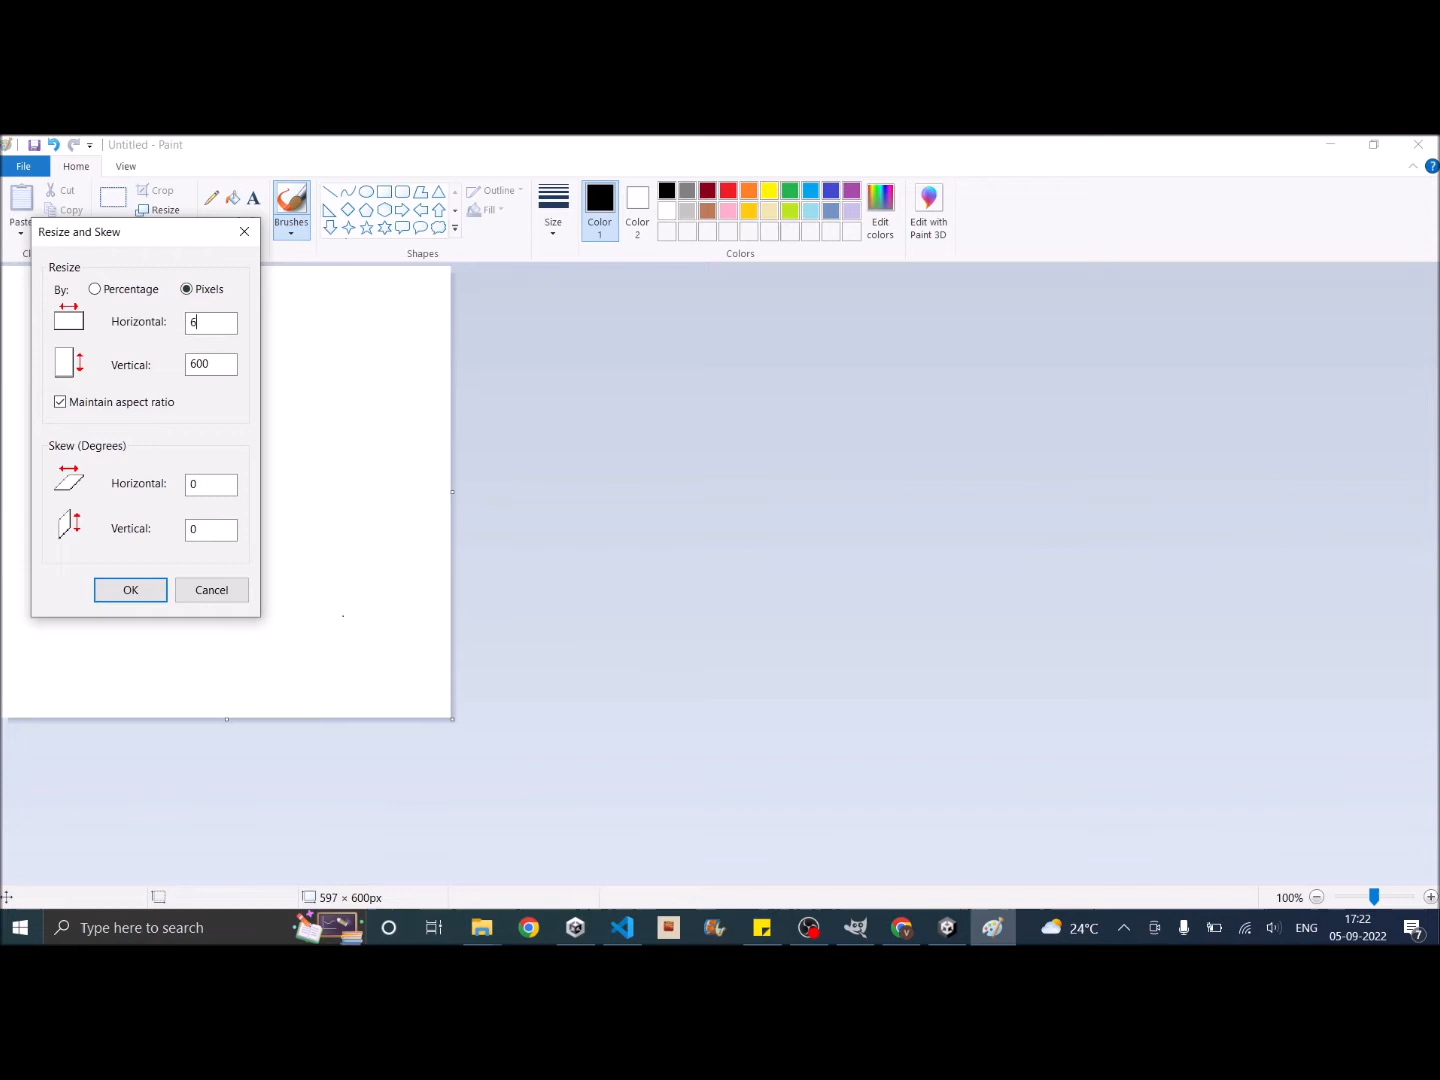 Untitled - Paint
File Home View
Cut
Copy
Paste
Crop
Resize
Brushes
Outline
Fill
Shapes
Size
Color 1
Color 2
Edit colors
Edit with Paint 3D
Colors
Cl
Resize and Skew
Resize
By: Percentage Pixels
Horizontal: 6
Vertical: 600
Maintain aspect ratio
Skew (Degrees)
Horizontal: 0
Vertical: 0
OK Cancel
597 × 600px
100%
Type here to search
24°C
ENG
17:22
05-09-2022
7